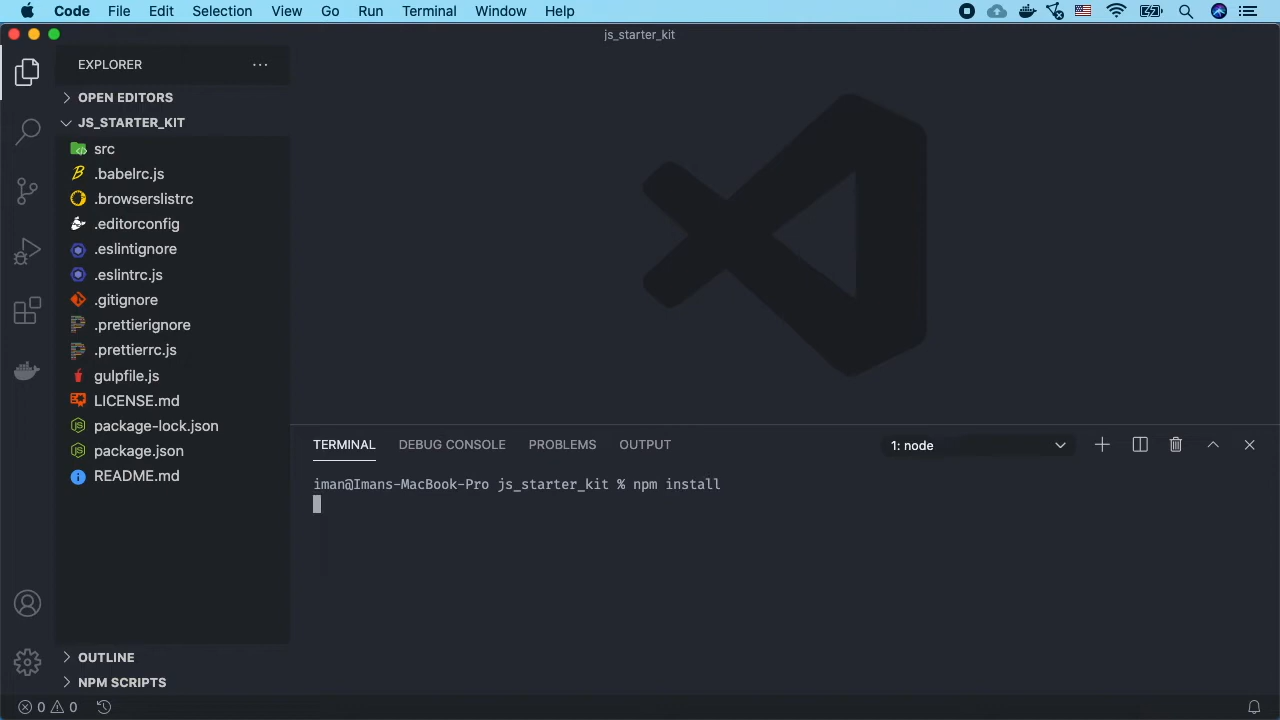 Code File Edit Selection View Go Run Terminal Window Help
js_starter_kit
EXPLORER
OPEN EDITORS
JS_STARTER_KIT
src
.babelrc.js
.browserslistrc
.editorconfig
.eslintignore
.eslintrc.js
.gitignore
.prettierignore
.prettierrc.js
gulpfile.js
LICENSE.md
package-lock.json
package.json
README.md
OUTLINE
NPM SCRIPTS
TERMINAL DEBUG CONSOLE PROBLEMS OUTPUT 1: node
iman@Imans-MacBook-Pro js_starter_kit % npm install
0 0